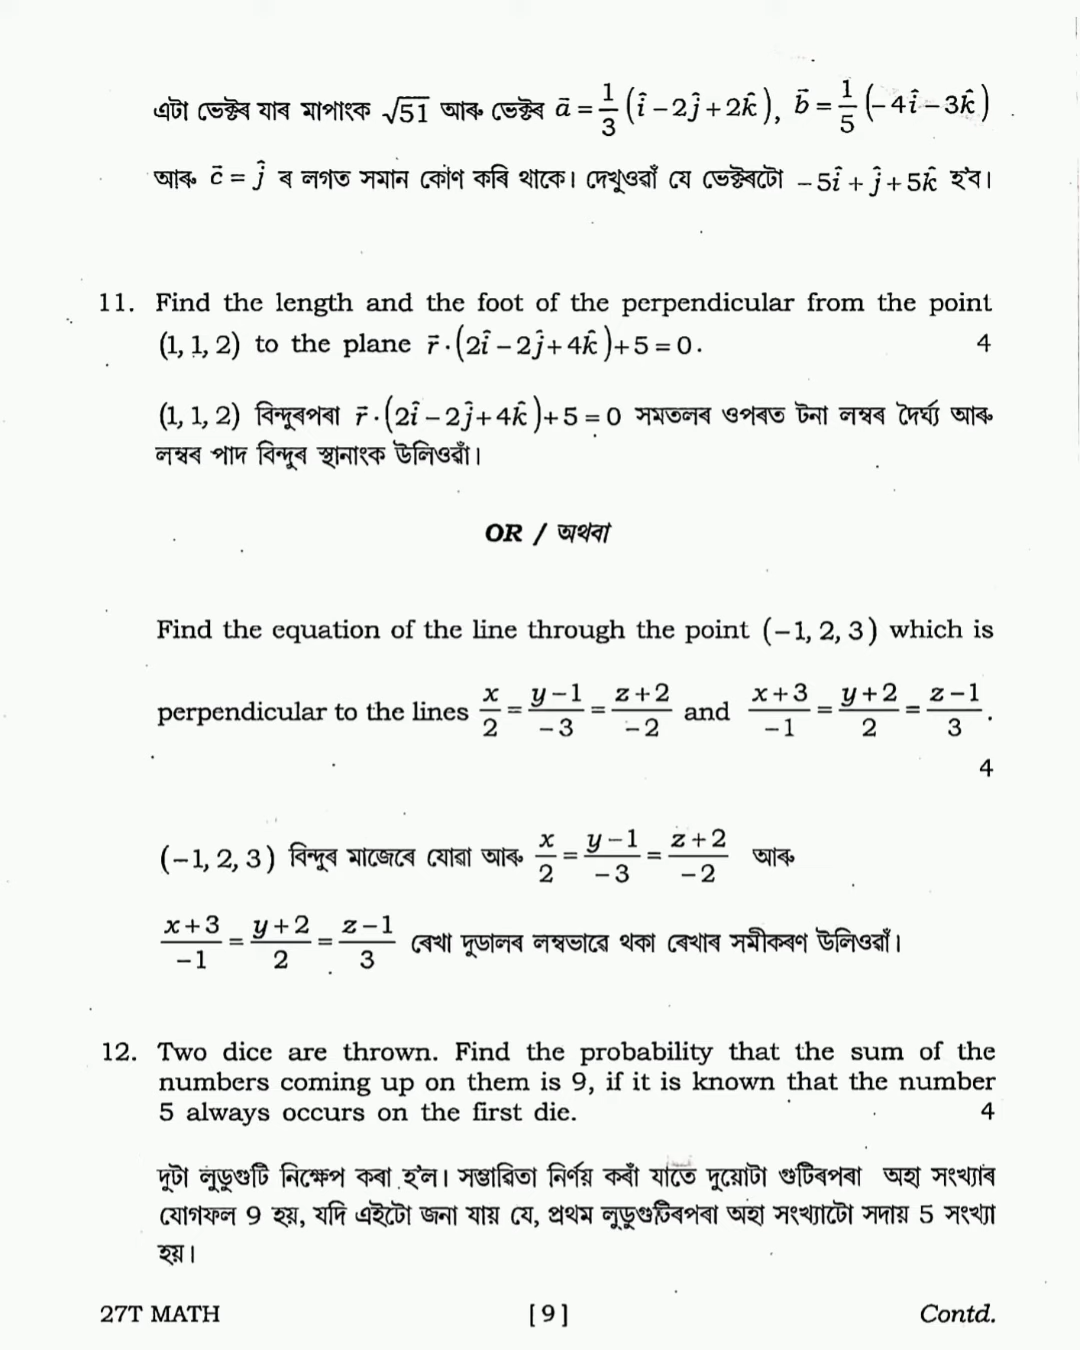 এটা ভেক্টৰ যাৰ মাপাংক √51 আৰু ভেক্টৰ a̅ = 1/3 (î − 2ĵ + 2k̂), b̅ = 1/5 (− 4î − 3k̂)
আৰু c̅ = ĵ ৰ লগত সমান কোণ কৰি থাকে। দেখুওৱাঁ যে ভেক্টৰটো − 5î + ĵ + 5k̂ হ'ব।
11. Find the length and the foot of the perpendicular from the point
(1, 1, 2) to the plane r⃗ · (2î − 2ĵ + 4k̂) + 5 = 0. 4
(1, 1, 2) বিন্দুৰপৰা r⃗ · (2î − 2ĵ + 4k̂) + 5 = 0 সমতলৰ ওপৰত টনা লম্বৰ দৈৰ্ঘ্য আৰু
লম্বৰ পাদ বিন্দুৰ স্থানাংক উলিওৱাঁ।
OR / অথবা
Find the equation of the line through the point (−1, 2, 3) which is
perpendicular to the lines x/2 = (y−1)/−3 = (z+2)/−2 and (x+3)/−1 = (y+2)/2 = (z−1)/3.
4
(−1, 2, 3) বিন্দুৰ মাজেৰে যোৱা আৰু x/2 = (y−1)/−3 = (z+2)/−2 আৰু
(x+3)/−1 = (y+2)/2 = (z−1)/3 ৰেখা দুডালৰ লম্বভাৱে থকা ৰেখাৰ সমীকৰণ উলিওৱাঁ।
12. Two dice are thrown. Find the probability that the sum of the
numbers coming up on them is 9, if it is known that the number
5 always occurs on the first die. 4
দুটা লুডুগুটি নিক্ষেপ কৰা হ'ল। সম্ভাৱিতা নিৰ্ণয় কৰাঁ যাতে দুয়োটা গুটিৰপৰা অহা সংখ্যাৰ
যোগফল 9 হয়, যদি এইটো জনা যায় যে, প্ৰথম লুডুগুটিৰপৰা অহা সংখ্যাটো সদায় 5 সংখ্যা
হয়।
27T MATH [ 9 ] Contd.